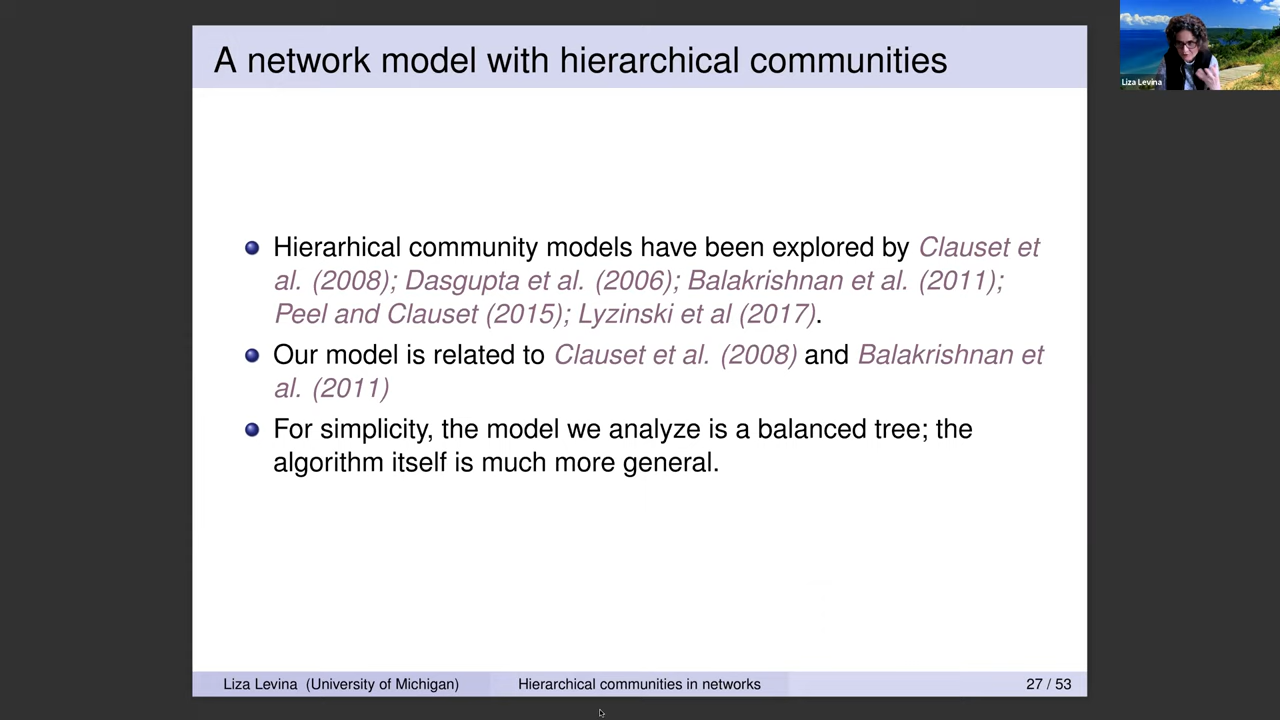 A network model with hierarchical communities
Liza Levina
Hierarhical community models have been explored by Clauset et
al. (2008); Dasgupta et al. (2006); Balakrishnan et al. (2011);
Peel and Clauset (2015); Lyzinski et al (2017).
Our model is related to Clauset et al. (2008) and Balakrishnan et
al. (2011)
For simplicity, the model we analyze is a balanced tree; the
algorithm itself is much more general.
Liza Levina (University of Michigan) Hierarchical communities in networks 27 / 53